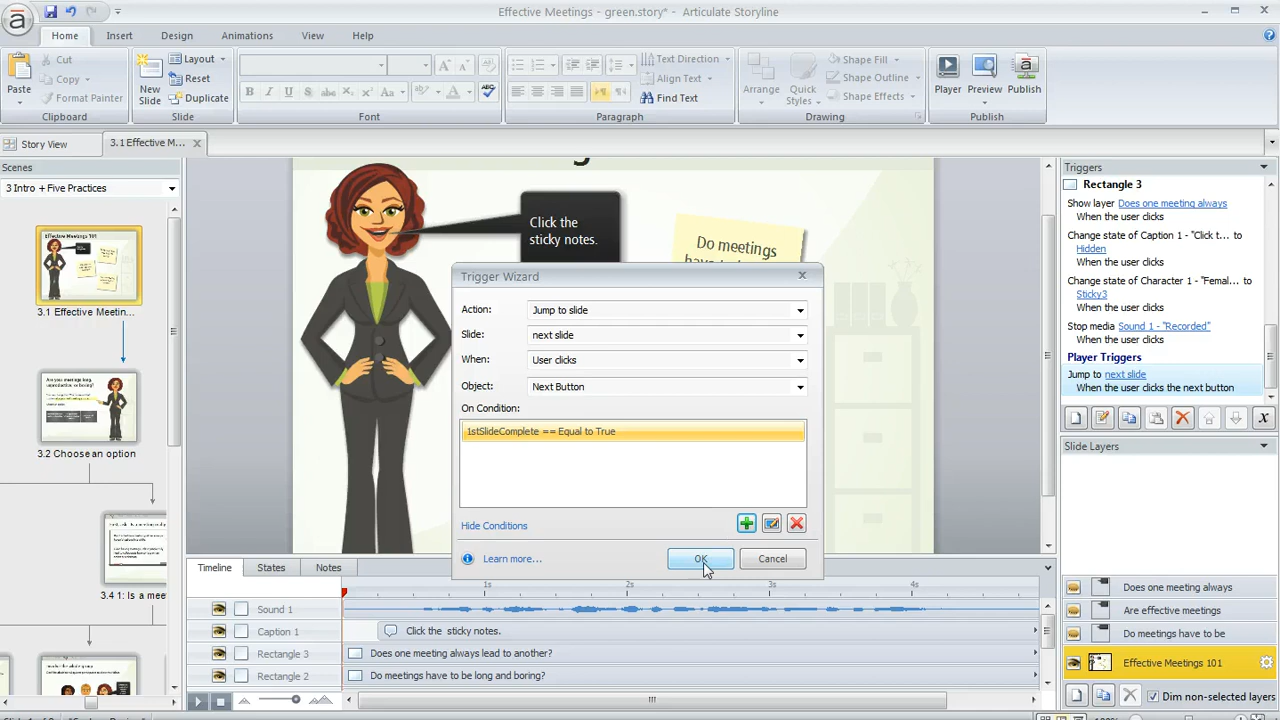 Effective Meetings - green.story* - Articulate Storyline
Home
Insert
Design
Animations
View
Help
Paste
Cut
Copy
Format Painter
Clipboard
New
Slide
Layout
Reset
Duplicate
Slide
Font
Paragraph
Text Direction
Align Text
Find Text
Arrange
Quick
Styles
Shape Fill
Shape Outline
Shape Effects
Drawing
Player
Preview
Publish
Publish
Story View
3.1 Effective M...
Scenes
3 Intro + Five Practices
Effective Meetings 101
3.1 Effective Meetin...
3.2 Choose an option
3.4 1: Is a mee
Click the
sticky notes.
Do meetings
Trigger Wizard
Action: Jump to slide
Slide: next slide
When: User clicks
Object: Next Button
On Condition:
1stSlideComplete == Equal to True
Hide Conditions
Learn more...
OK
Cancel
Triggers
Rectangle 3
Show layer Does one meeting always
When the user clicks
Change state of Caption 1 - "Click t... to
Hidden
When the user clicks
Change state of Character 1 - "Femal... to
Sticky3
When the user clicks
Stop media Sound 1 - "Recorded"
When the user clicks
Player Triggers
Jump to next slide
When the user clicks the next button
Slide Layers
Does one meeting always
Are effective meetings
Do meetings have to be
Effective Meetings 101
Dim non-selected layers
Timeline
States
Notes
1s
2s
3s
4s
Sound 1
Caption 1
Click the sticky notes.
Rectangle 3
Does one meeting always lead to another?
Rectangle 2
Do meetings have to be long and boring?